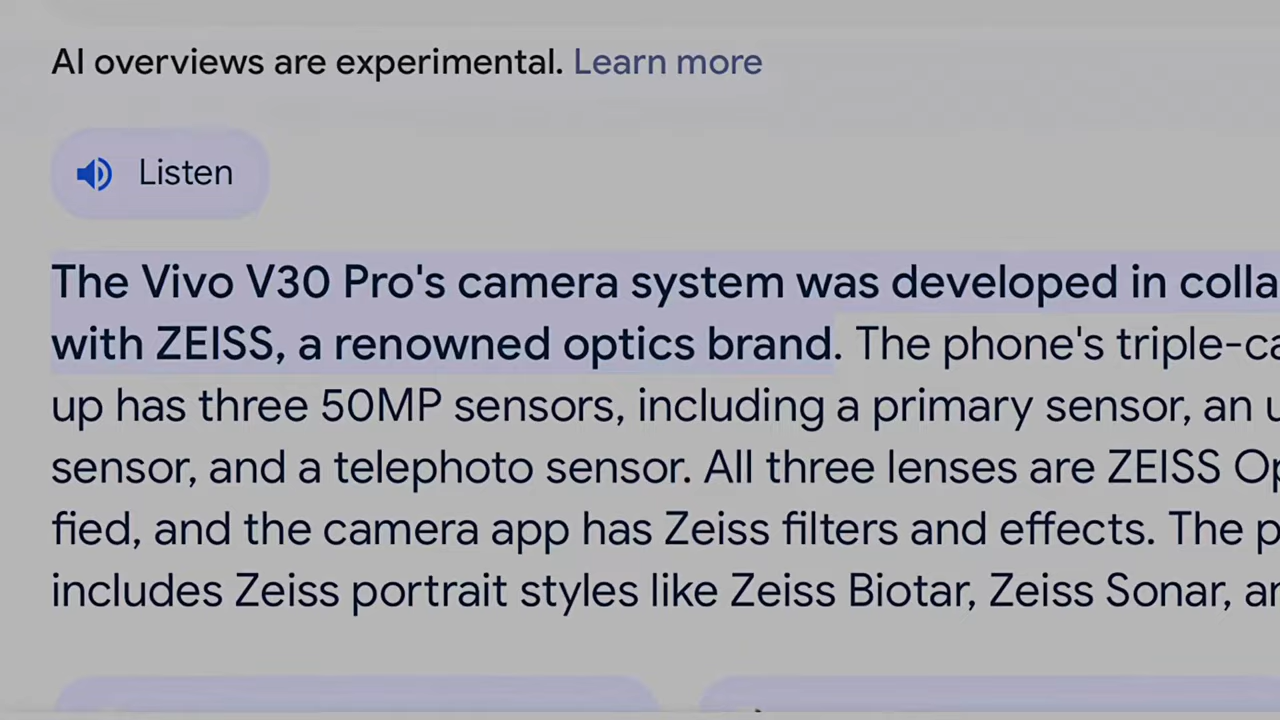 AI overviews are experimental. Learn more
Listen
The Vivo V30 Pro's camera system was developed in colla
with ZEISS, a renowned optics brand. The phone's triple-ca
up has three 50MP sensors, including a primary sensor, an u
sensor, and a telephoto sensor. All three lenses are ZEISS Op
fied, and the camera app has Zeiss filters and effects. The p
includes Zeiss portrait styles like Zeiss Biotar, Zeiss Sonar, an